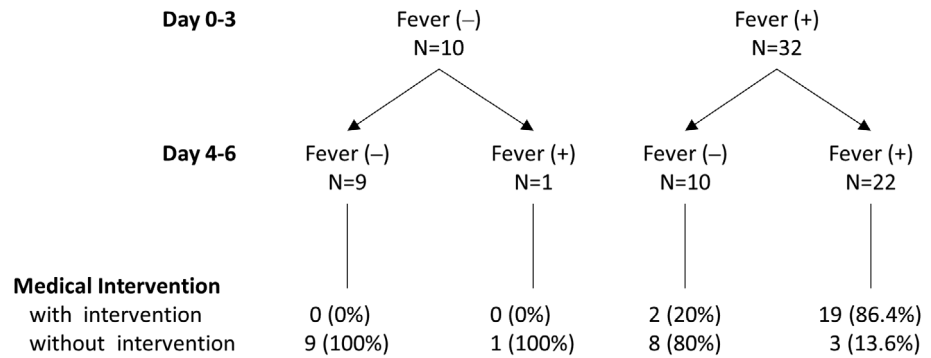 Day 0-3 Fever (–) Fever (+)
N=10 N=32
Day 4-6 Fever (–) Fever (+) Fever (–) Fever (+)
N=9 N=1 N=10 N=22
Medical Intervention
with intervention 0 (0%) 0 (0%) 2 (20%) 19 (86.4%)
without intervention 9 (100%) 1 (100%) 8 (80%) 3 (13.6%)